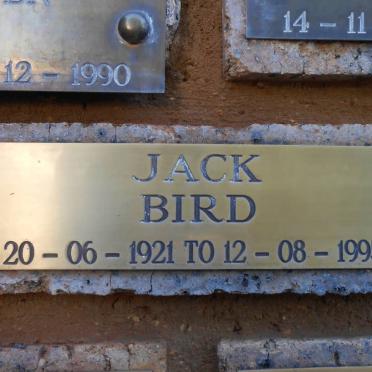 12 - 1990
14 - 11
JACK
BIRD
20 - 06 - 1921 TO 12 - 08 - 199